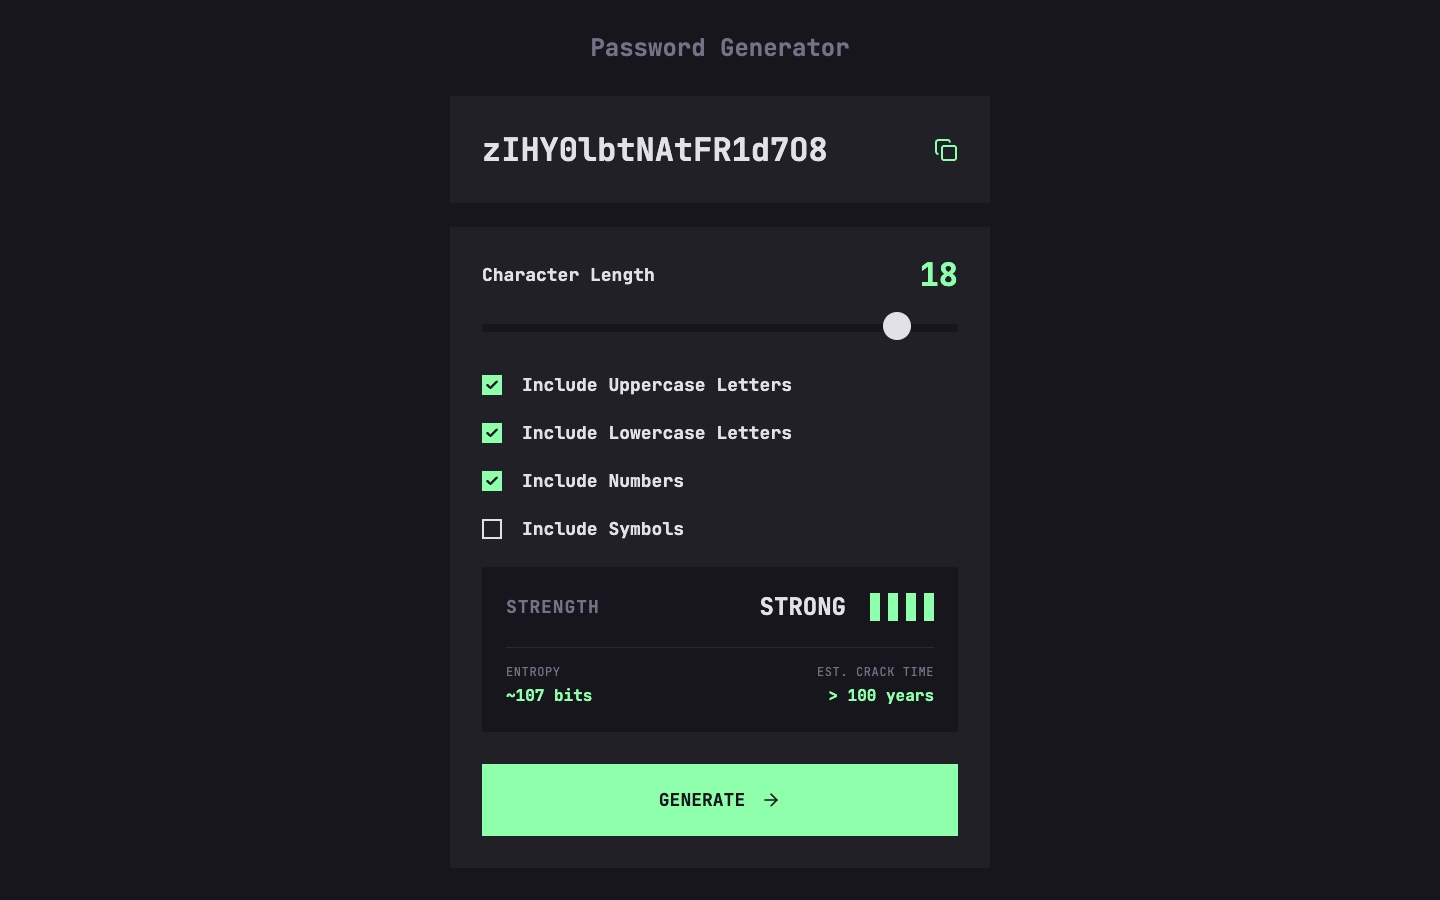 Password Generator
zIHY0lbtNAtFR1d7O8
Character Length 18
Include Uppercase Letters
Include Lowercase Letters
Include Numbers
Include Symbols
STRENGTH STRONG
ENTROPY EST. CRACK TIME
~107 bits > 100 years
GENERATE →